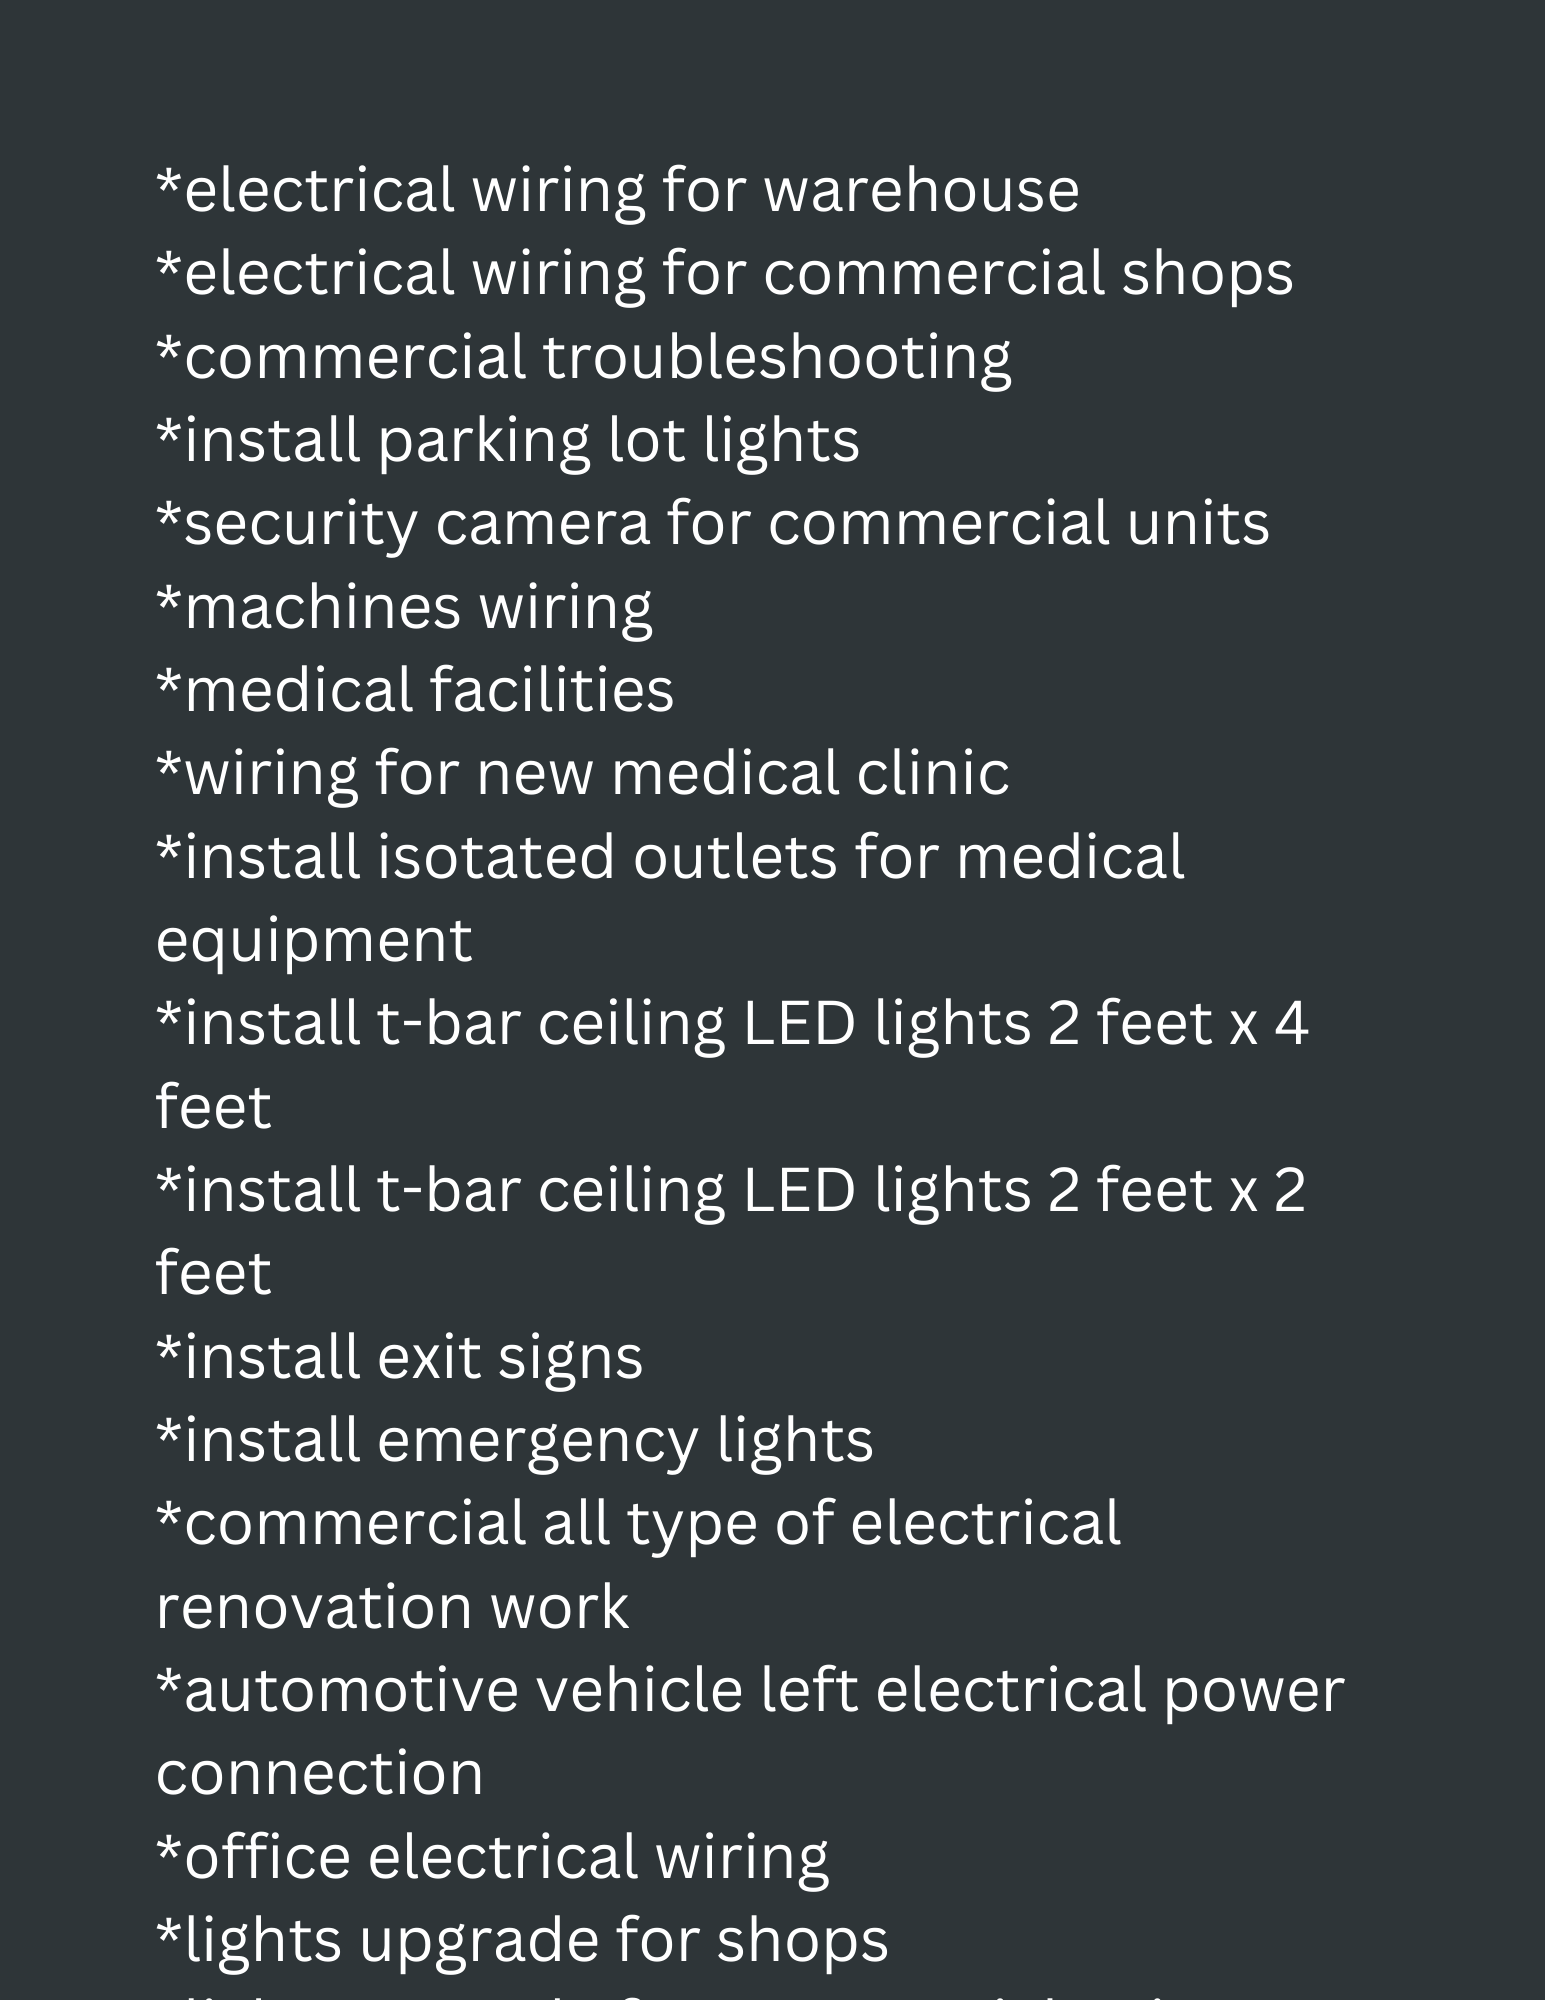 *electrical wiring for warehouse
*electrical wiring for commercial shops
*commercial troubleshooting
*install parking lot lights
*security camera for commercial units
*machines wiring
*medical facilities
*wiring for new medical clinic
*install isotated outlets for medical
equipment
*install t-bar ceiling LED lights 2 feet x 4
feet
*install t-bar ceiling LED lights 2 feet x 2
feet
*install exit signs
*install emergency lights
*commercial all type of electrical
renovation work
*automotive vehicle left electrical power
connection
*office electrical wiring
*lights upgrade for shops